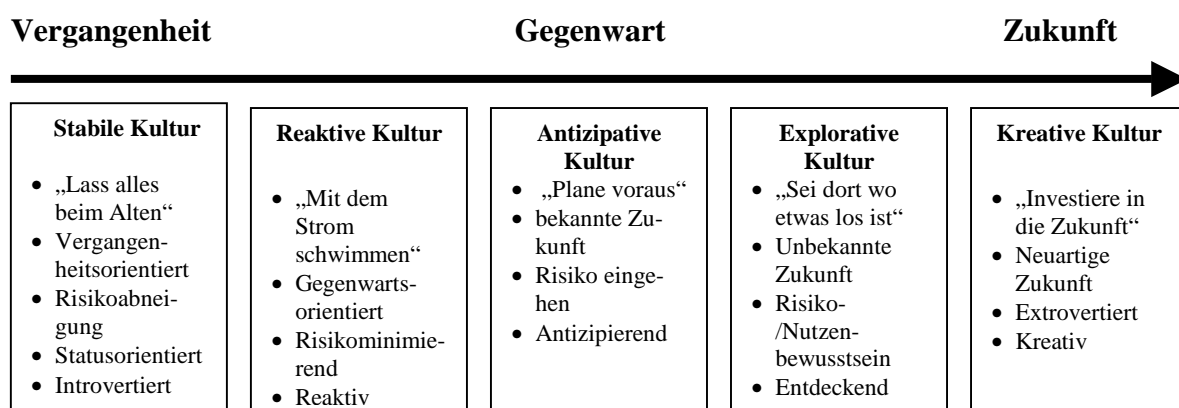 Vergangenheit Gegenwart Zukunft
Stabile Kultur
• „Lass alles
beim Alten“
• Vergangen-
heitsorientiert
• Risikoabnei-
gung
• Statusorientiert
• Introvertiert
Reaktive Kultur
• „Mit dem
Strom
schwimmen“
• Gegenwarts-
orientiert
• Risikominimie-
rend
• Reaktiv
Antizipative
Kultur
• „Plane voraus“
• bekannte Zu-
kunft
• Risiko einge-
hen
• Antizipierend
Explorative
Kultur
• „Sei dort wo
etwas los ist“
• Unbekannte
Zukunft
• Risiko-
/Nutzen-
bewusstsein
• Entdeckend
Kreative Kultur
• „Investiere in
die Zukunft“
• Neuartige
Zukunft
• Extrovertiert
• Kreativ